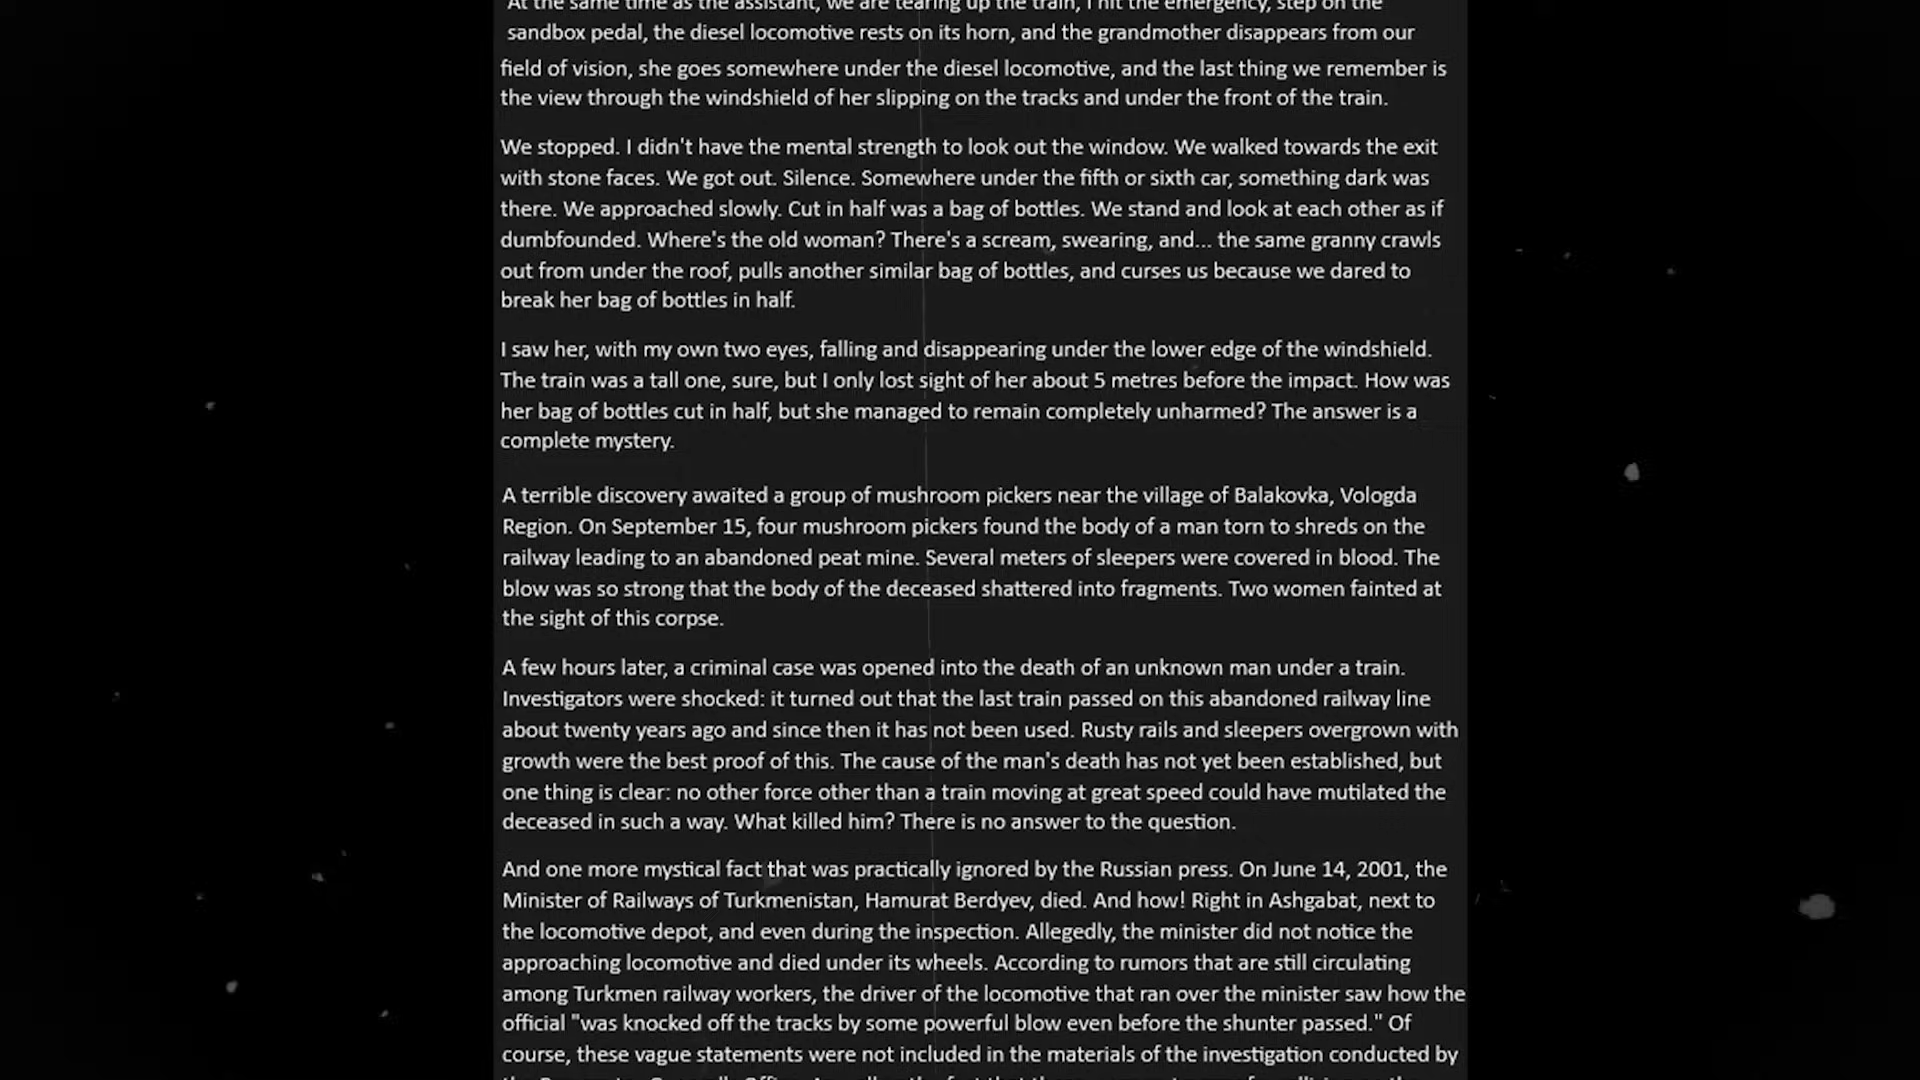 At the same time as the assistant, we are tearing up the train, I hit the emergency, step on the
sandbox pedal, the diesel locomotive rests on its horn, and the grandmother disappears from our
field of vision, she goes somewhere under the diesel locomotive, and the last thing we remember is
the view through the windshield of her slipping on the tracks and under the front of the train.
We stopped. I didn't have the mental strength to look out the window. We walked towards the exit
with stone faces. We got out. Silence. Somewhere under the fifth or sixth car, something dark was
there. We approached slowly. Cut in half was a bag of bottles. We stand and look at each other as if
dumbfounded. Where's the old woman? There's a scream, swearing, and... the same granny crawls
out from under the roof, pulls another similar bag of bottles, and curses us because we dared to
break her bag of bottles in half.
I saw her, with my own two eyes, falling and disappearing under the lower edge of the windshield.
The train was a tall one, sure, but I only lost sight of her about 5 metres before the impact. How was
her bag of bottles cut in half, but she managed to remain completely unharmed? The answer is a
complete mystery.
A terrible discovery awaited a group of mushroom pickers near the village of Balakovka, Vologda
Region. On September 15, four mushroom pickers found the body of a man torn to shreds on the
railway leading to an abandoned peat mine. Several meters of sleepers were covered in blood. The
blow was so strong that the body of the deceased shattered into fragments. Two women fainted at
the sight of this corpse.
A few hours later, a criminal case was opened into the death of an unknown man under a train.
Investigators were shocked: it turned out that the last train passed on this abandoned railway line
about twenty years ago and since then it has not been used. Rusty rails and sleepers overgrown with
growth were the best proof of this. The cause of the man's death has not yet been established, but
one thing is clear: no other force other than a train moving at great speed could have mutilated the
deceased in such a way. What killed him? There is no answer to the question.
And one more mystical fact that was practically ignored by the Russian press. On June 14, 2001, the
Minister of Railways of Turkmenistan, Hamurat Berdyev, died. And how! Right in Ashgabat, next to
the locomotive depot, and even during the inspection. Allegedly, the minister did not notice the
approaching locomotive and died under its wheels. According to rumors that are still circulating
among Turkmen railway workers, the driver of the locomotive that ran over the minister saw how the
official "was knocked off the tracks by some powerful blow even before the shunter passed." Of
course, these vague statements were not included in the materials of the investigation conducted by